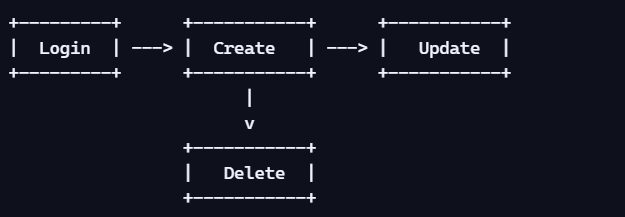 +---------+      +-----------+      +-----------+
|  Login  | ---> |  Create   | ---> |   Update  |
+---------+      +-----------+      +-----------+
                       |
                       v
                 +-----------+
                 |   Delete  |
                 +-----------+